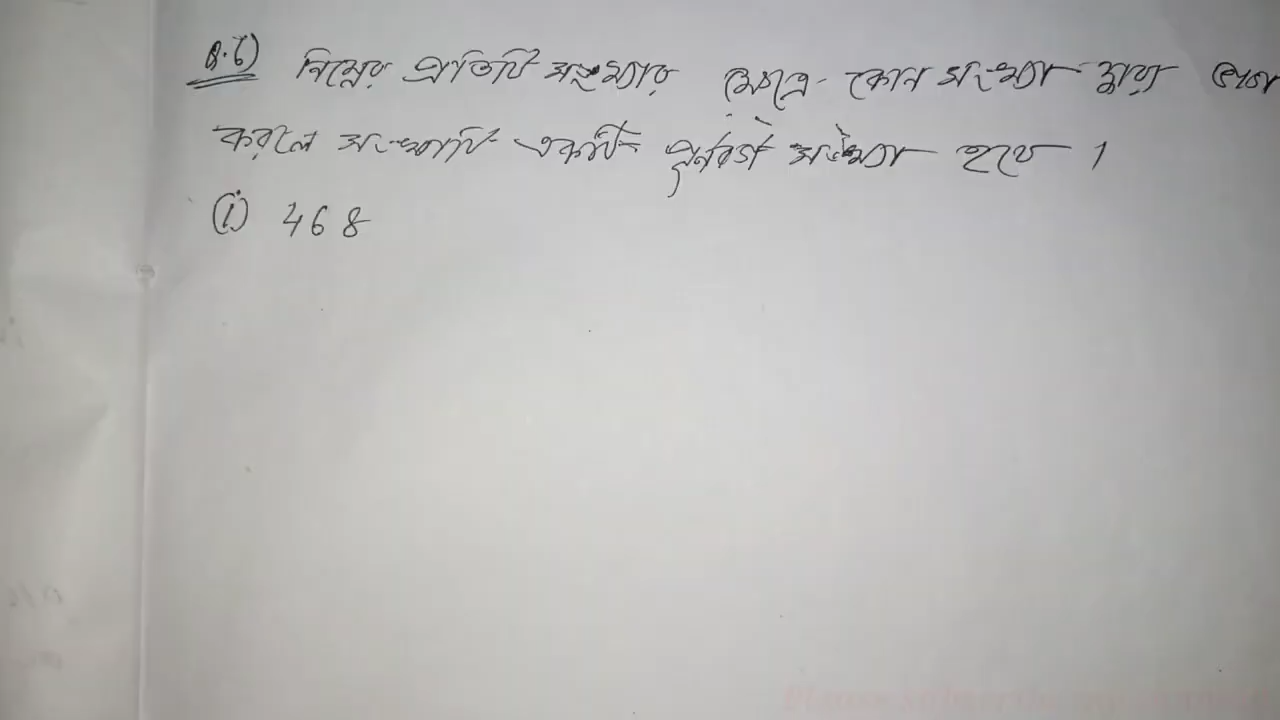 Q.6) নিম্নের প্রতিটি সংখ্যার ক্ষেত্রে কোন সংখ্যা দ্বারা
করলে সংখ্যাটি একটি পূর্ণবর্গ সংখ্যা হবে ।
(i) 468